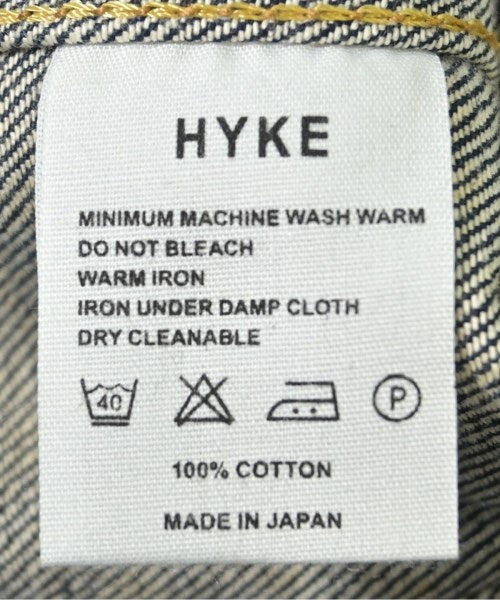 HYKE
MINIMUM MACHINE WASH WARM
DO NOT BLEACH
WARM IRON
IRON UNDER DAMP CLOTH
DRY CLEANABLE
40 P
100% COTTON
MADE IN JAPAN